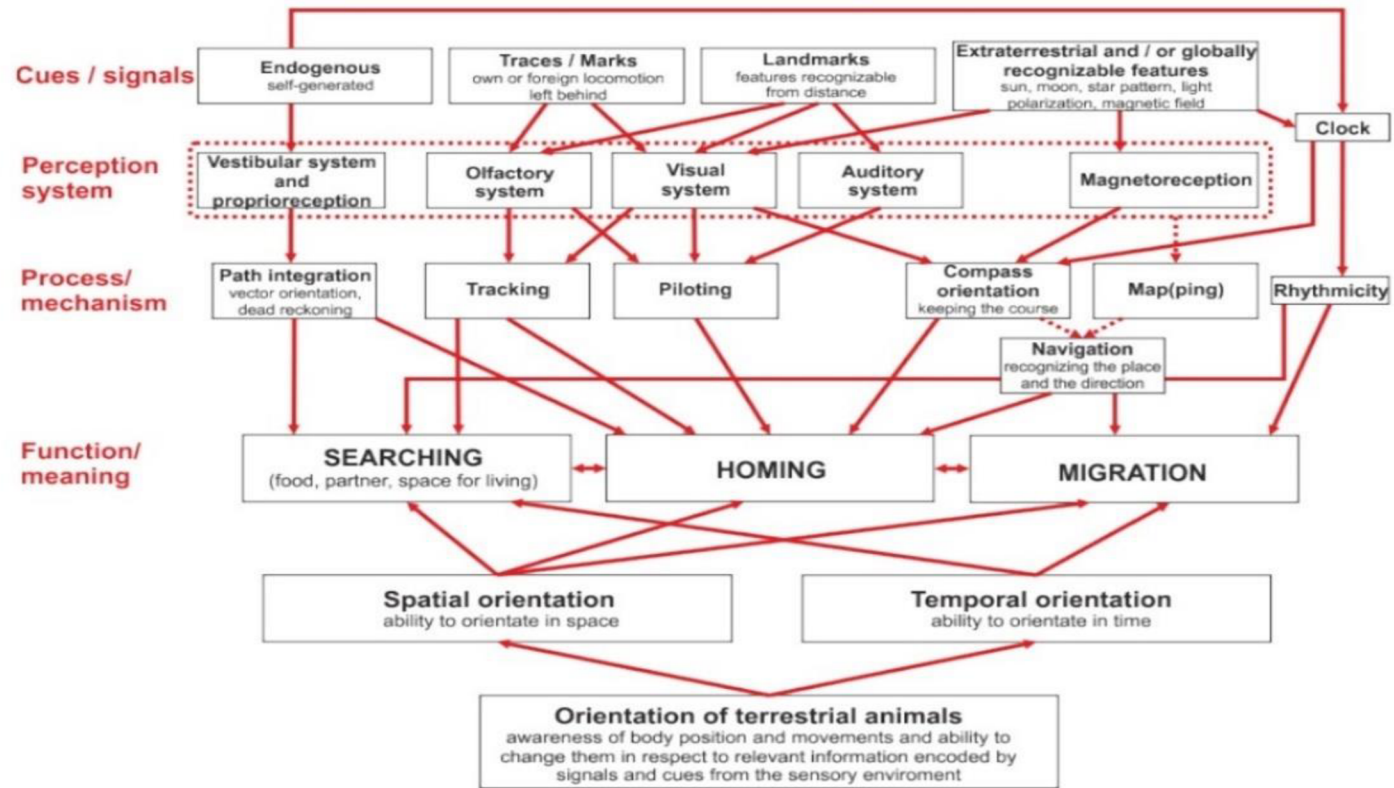 Cues / signals
Endogenous
self-generated
Traces / Marks
own or foreign locomotion
left behind
Landmarks
features recognizable
from distance
Extraterrestrial and / or globally
recognizable features
sun, moon, star pattern, light
polarization, magnetic field
Clock
Perception
system
Vestibular system
and
proprioreception
Olfactory
system
Visual
system
Auditory
system
Magnetoreception
Process/
mechanism
Path integration
vector orientation,
dead reckoning
Tracking
Piloting
Compass
orientation
keeping the course
Map(ping)
Rhythmicity
Navigation
recognizing the place
and the direction
Function/
meaning
SEARCHING
(food, partner, space for living)
HOMING
MIGRATION
Spatial orientation
ability to orientate in space
Temporal orientation
ability to orientate in time
Orientation of terrestrial animals
awareness of body position and movements and ability to
change them in respect to relevant information encoded by
signals and cues from the sensory enviroment